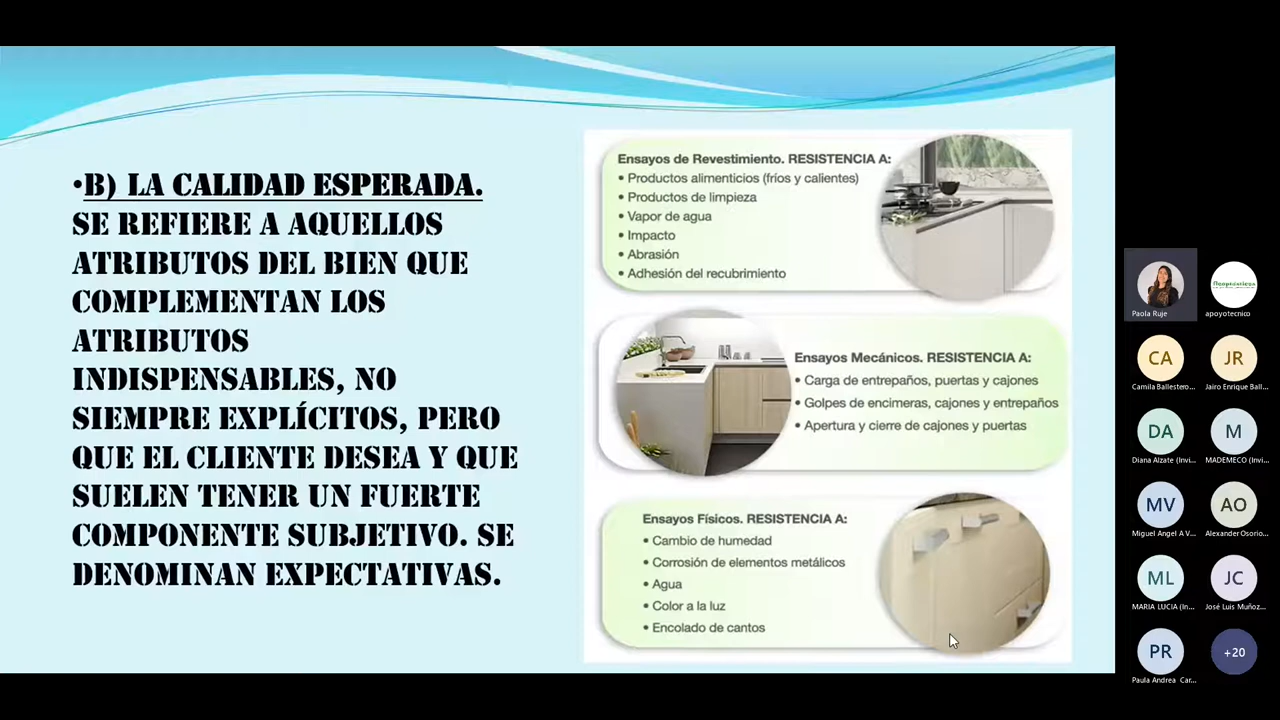 •B) LA CALIDAD ESPERADA.
SE REFIERE A AQUELLOS
ATRIBUTOS DEL BIEN QUE
COMPLEMENTAN LOS
ATRIBUTOS
INDISPENSABLES, NO
SIEMPRE EXPLÍCITOS, PERO
QUE EL CLIENTE DESEA Y QUE
SUELEN TENER UN FUERTE
COMPONENTE SUBJETIVO. SE
DENOMINAN EXPECTATIVAS.
Ensayos de Revestimiento. RESISTENCIA A:
• Productos alimenticios (fríos y calientes)
• Productos de limpieza
• Vapor de agua
• Impacto
• Abrasión
• Adhesión del recubrimiento
Ensayos Mecánicos. RESISTENCIA A:
• Carga de entrepaños, puertas y cajones
• Golpes de encimeras, cajones y entrepaños
• Apertura y cierre de cajones y puertas
Ensayos Físicos. RESISTENCIA A:
• Cambio de humedad
• Corrosión de elementos metálicos
• Agua
• Color a la luz
• Encolado de cantos
Paola Ruje
apoyotecnico
CA
Camila Ballestero...
JR
Jairo Enrique Ball...
DA
Diana Alzate (Invi...
M
MADEMECO (Invi...
MV
Miguel Angel A V...
AO
Alexander Osorio...
ML
MARIA LUCIA (In...
JC
José Luis Muñoz...
PR
Paula Andrea Car...
+20